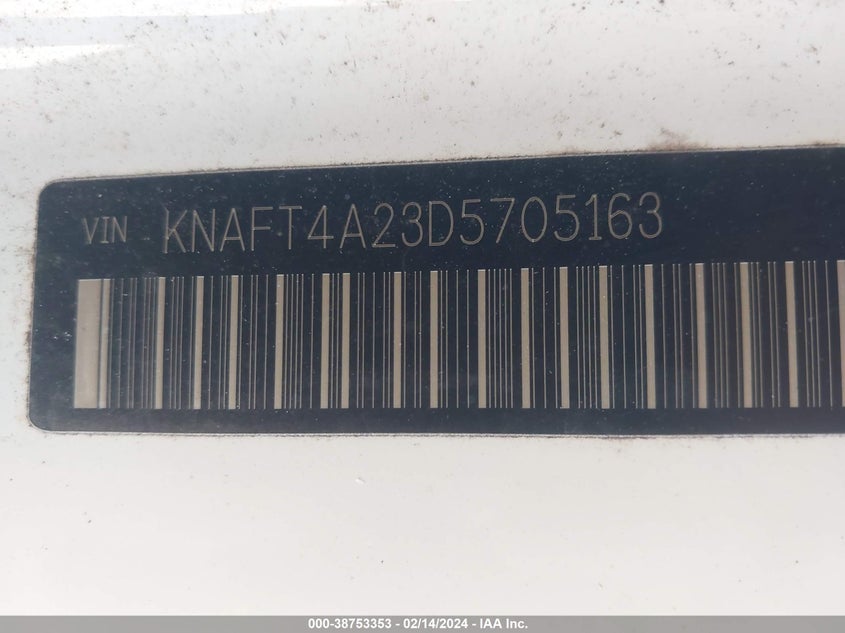 VIN KNAFT4A23D5705163
000-38753353 - 02/14/2024 - IAA Inc.